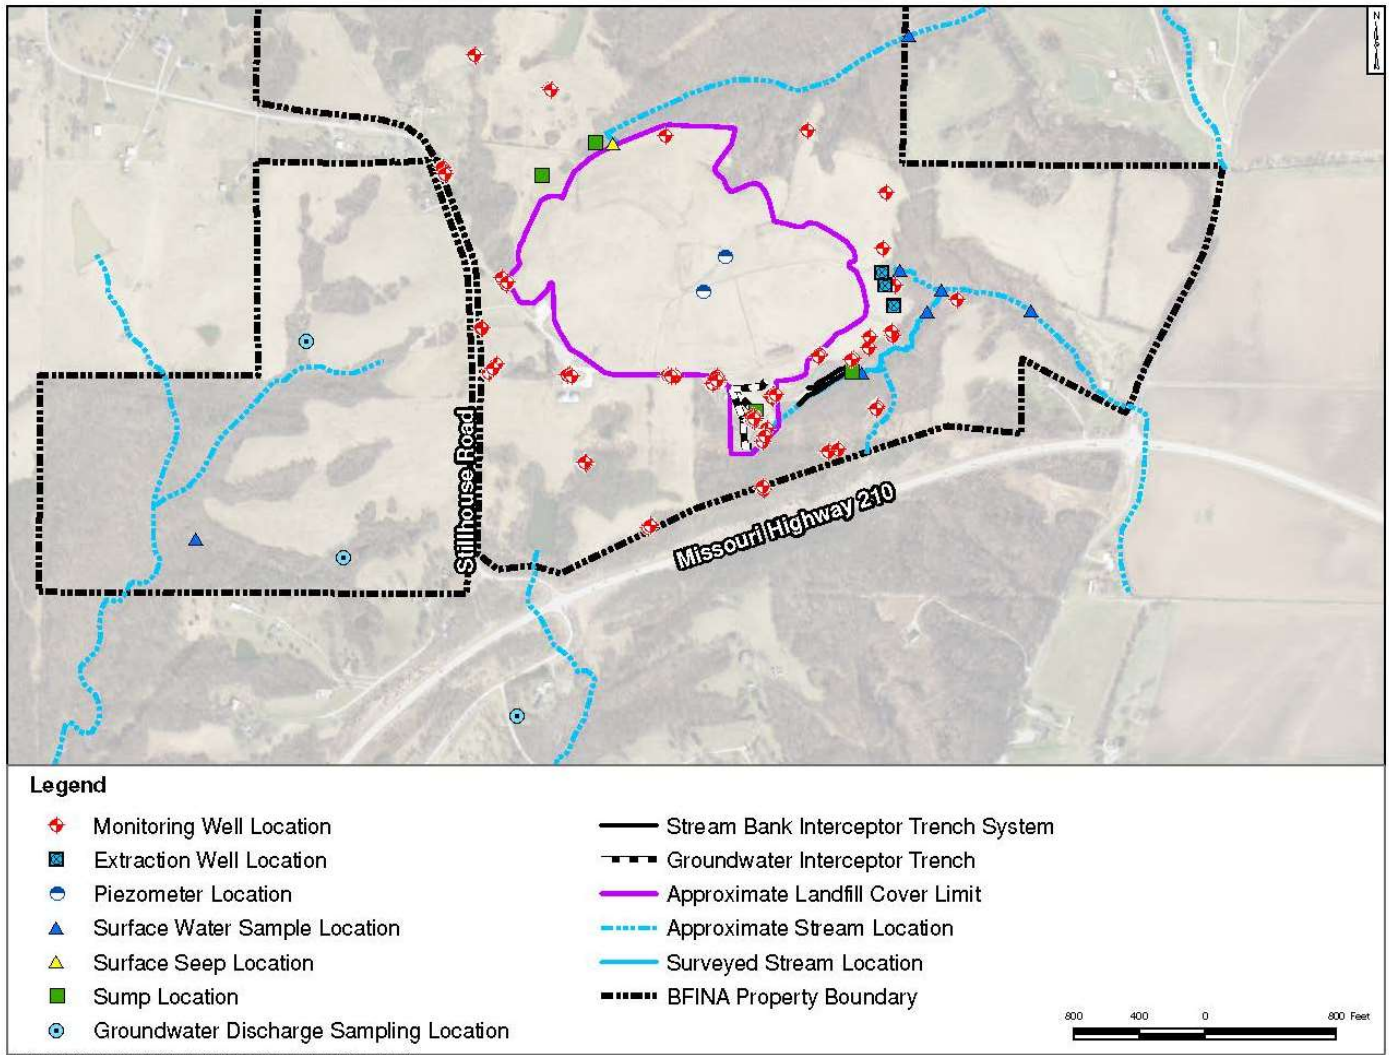 N
Stillhouse Road
Missouri Highway 210
Legend
Monitoring Well Location
Extraction Well Location
Piezometer Location
Surface Water Sample Location
Surface Seep Location
Sump Location
Groundwater Discharge Sampling Location
Stream Bank Interceptor Trench System
Groundwater Interceptor Trench
Approximate Landfill Cover Limit
Approximate Stream Location
Surveyed Stream Location
BFINA Property Boundary
800 400 0 800 Feet